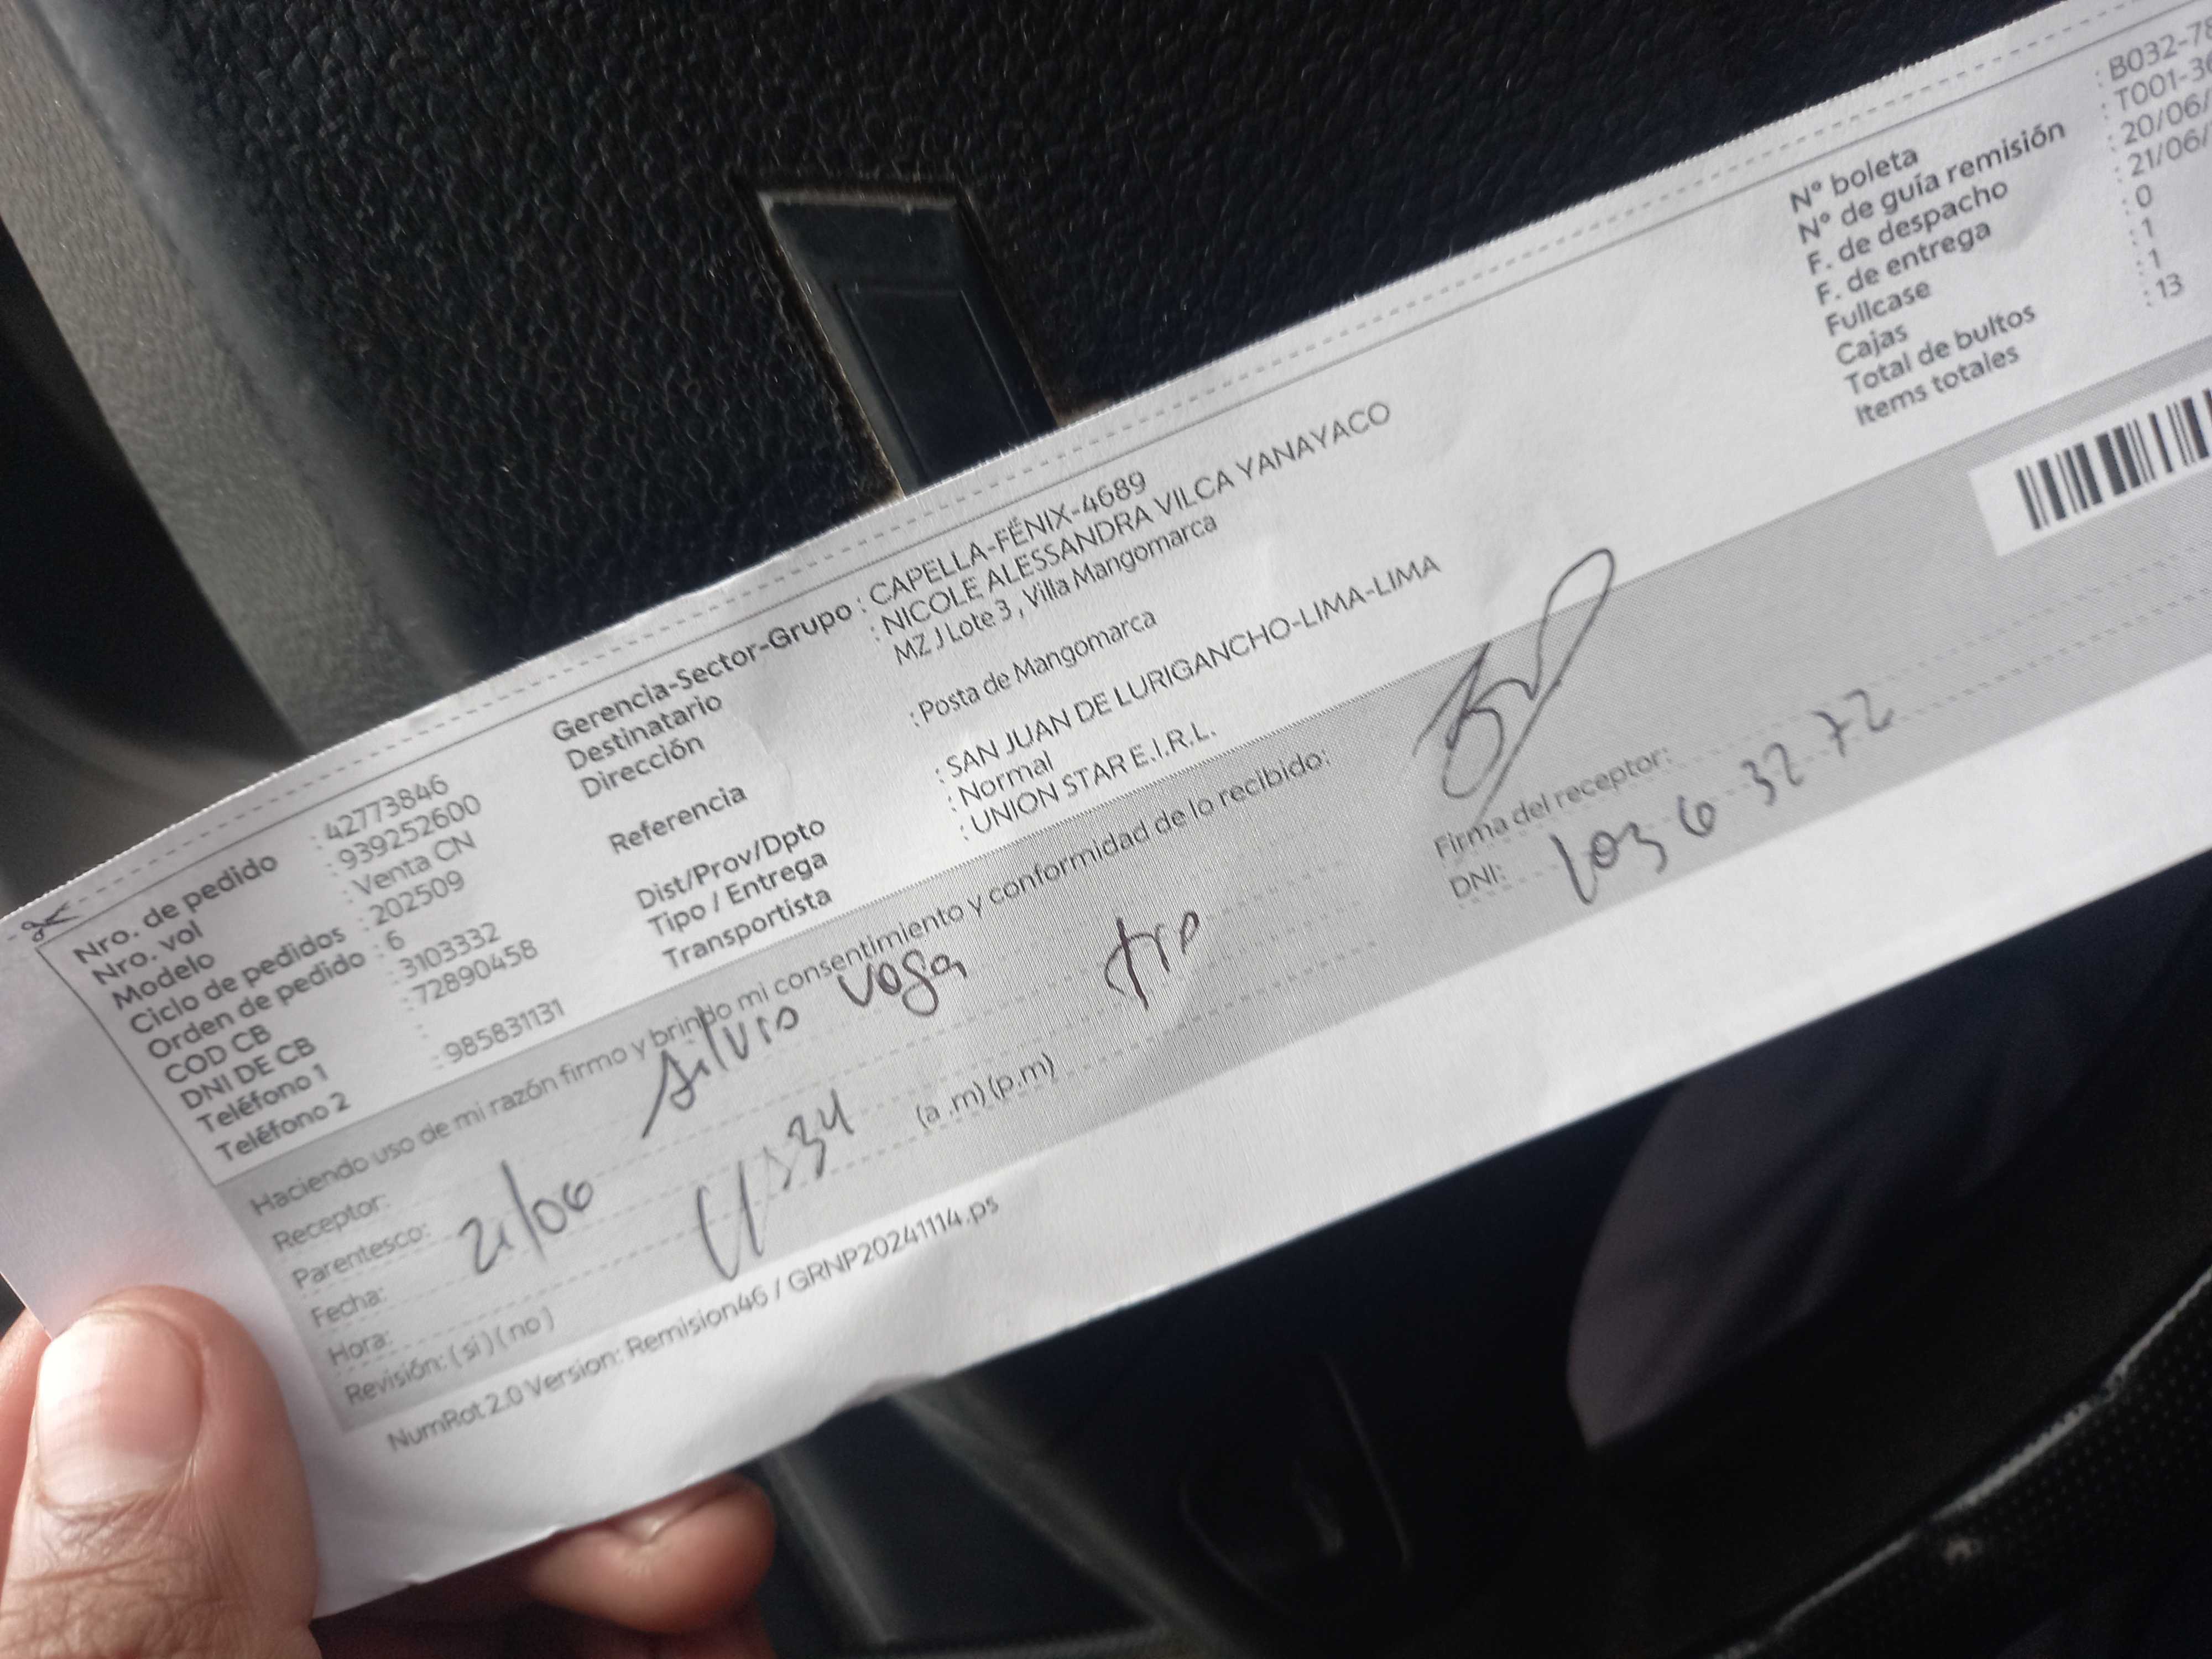 Nro. de pedido : 42773846
Nro. vol : 939252600
Modelo : Venta CN
Ciclo de pedidos : 202509
Orden de pedido : 6
COD CB : 3103332
DNI DE CB : 72890458
Teléfono 1 :
Teléfono 2 : 985831131
Gerencia-Sector-Grupo : CAPELLA-FÉNIX-4689
Destinatario : NICOLE ALESSANDRA VILCA YANAYACO
Dirección MZ J Lote 3 , Villa Mangomarca
Referencia : Posta de Mangomarca
Dist/Prov/Dpto : SAN JUAN DE LURIGANCHO-LIMA-LIMA
Tipo / Entrega : Normal
Transportista : UNION STAR E.I.R.L.
N° boleta : B032-78
N° de guía remisión : T001-36
F. de despacho : 20/06/
F. de entrega : 21/06/
Fullcase : 0
Cajas : 1
Total de bultos : 1
Items totales : 13
Haciendo uso de mi razón firmo y brindo mi consentimiento y conformidad de lo recibido:
Receptor: Silvio
Parentesco:
Fecha: 21/06
Hora: 11:34 (a .m) (p.m)
Revisión: ( si ) ( no )
Firma del receptor:
DNI: 10363272
NumRot 2.0 Version: Remision46 / GRNP20241114.ps